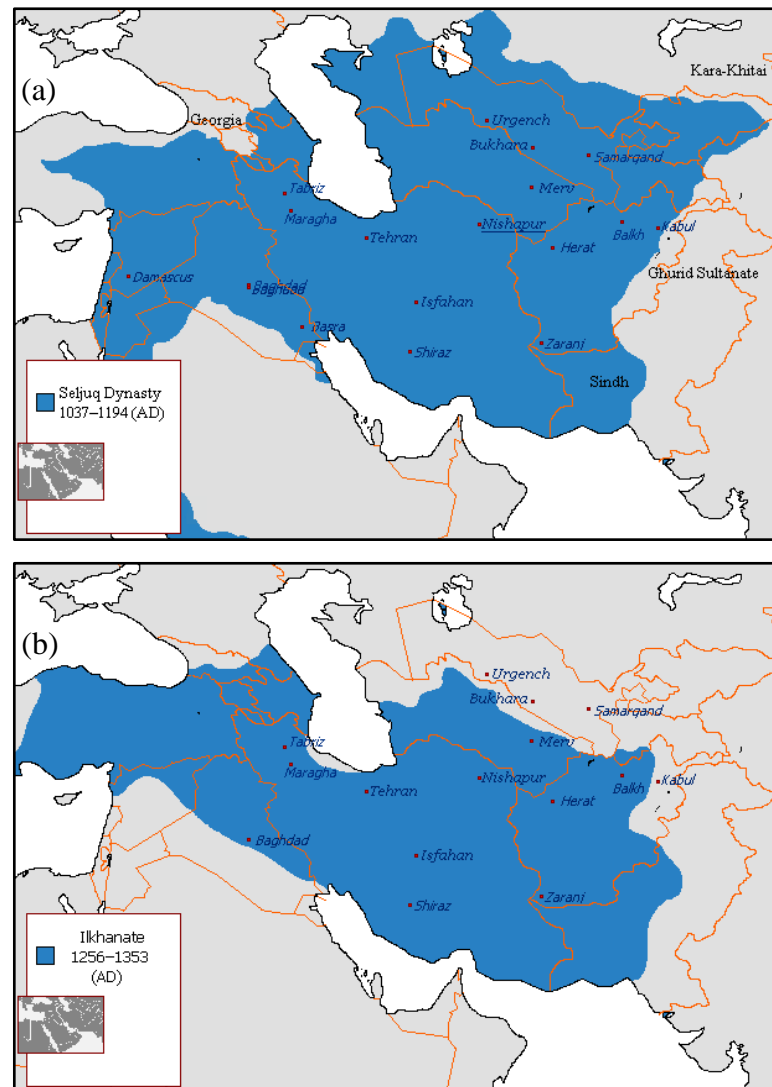 (a)
Kara-Khitai
Georgia
Urgench
Bukhara
Samarqand
Tabriz
Merv
Maragha
Nishapur
Balkh
Kabul
Tehran
Herat
Ghurid Sultanate
Damascus
Baghdad
Baghdad
Isfahan
Basra
Zaranj
Shiraz
Sindh
Seljuq Dynasty
1037–1194 (AD)
(b)
Urgench
Bukhara
Samarqand
Tabriz
Merv
Maragha
Nishapur
Balkh
Kabul
Tehran
Herat
Baghdad
Isfahan
Zaranj
Shiraz
Ilkhanate
1256–1353
(AD)